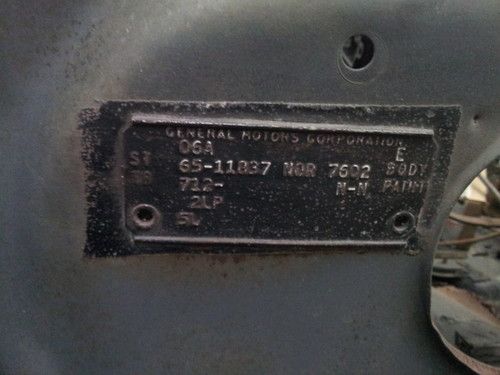 GENERAL MOTORS CORPORATION
06A E
ST 65-11837 NOR 7602 BODY
TR 712- N-N PAINT
2LP
5W